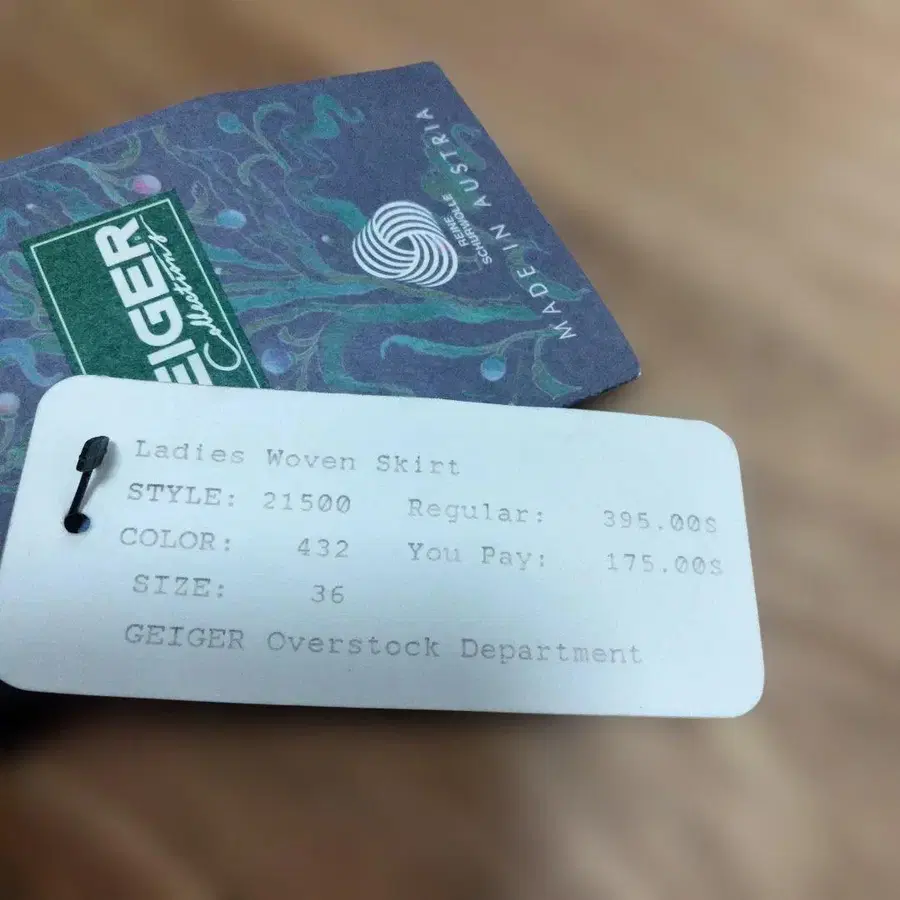 EIGER
Collections
REINE
SCHURWOLLE
MADE IN AUSTRIA
Ladies Woven Skirt
STYLE: 21500 Regular: 395.00$
COLOR: 432 You Pay: 175.00$
SIZE: 36
GEIGER Overstock Department